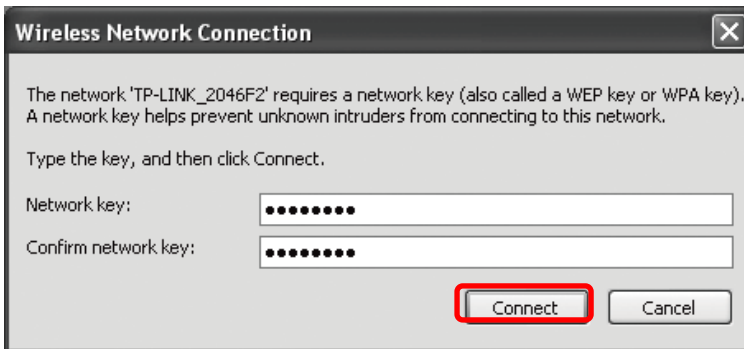 Wireless Network Connection
The network 'TP-LINK_2046F2' requires a network key (also called a WEP key or WPA key).
A network key helps prevent unknown intruders from connecting to this network.
Type the key, and then click Connect.
Network key: ••••••••
Confirm network key: ••••••••
Connect Cancel